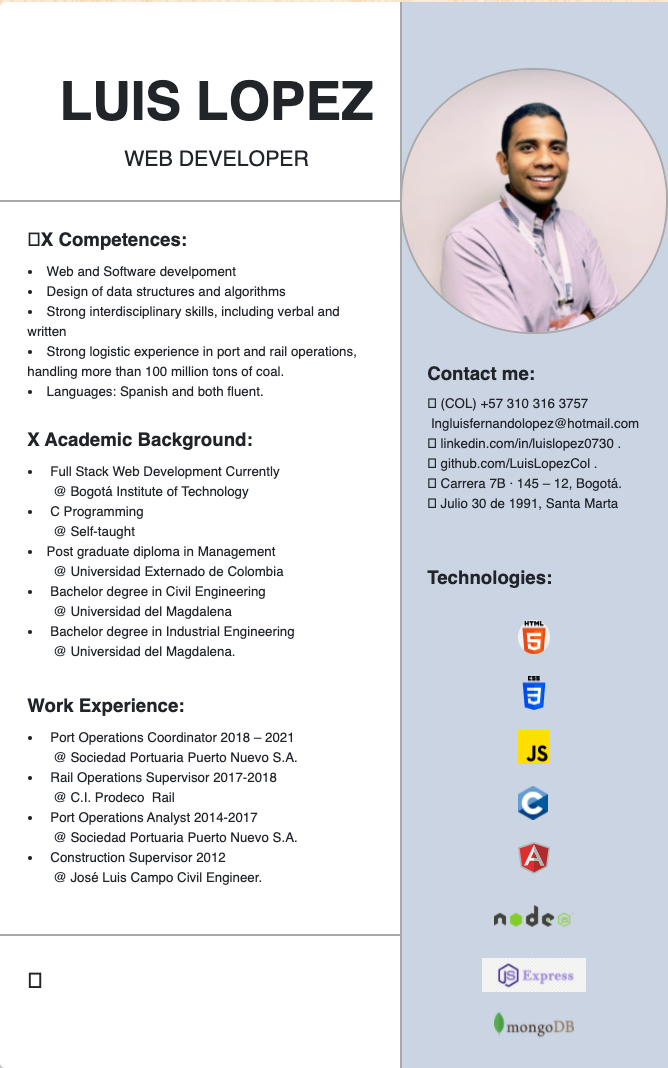 LUIS LOPEZ
WEB DEVELOPER
X Competences:
• Web and Software develpoment
• Design of data structures and algorithms
• Strong interdisciplinary skills, including verbal and
written
• Strong logistic experience in port and rail operations,
handling more than 100 million tons of coal.
• Languages: Spanish and both fluent.
X Academic Background:
• Full Stack Web Development Currently
@ Bogotá Institute of Technology
• C Programming
@ Self-taught
• Post graduate diploma in Management
@ Universidad Externado de Colombia
• Bachelor degree in Civil Engineering
@ Universidad del Magdalena
• Bachelor degree in Industrial Engineering
@ Universidad del Magdalena.
Work Experience:
• Port Operations Coordinator 2018 – 2021
@ Sociedad Portuaria Puerto Nuevo S.A.
• Rail Operations Supervisor 2017-2018
@ C.I. Prodeco Rail
• Port Operations Analyst 2014-2017
@ Sociedad Portuaria Puerto Nuevo S.A.
• Construction Supervisor 2012
@ José Luis Campo Civil Engineer.
Contact me:
(COL) +57 310 316 3757
Ingluisfernandolopez@hotmail.com
linkedin.com/in/luislopez0730 .
github.com/LuisLopezCol .
Carrera 7B · 145 – 12, Bogotá.
Julio 30 de 1991, Santa Marta
Technologies:
HTML
5
CSS
3
JS
C
A
node JS
JS Express
mongoDB